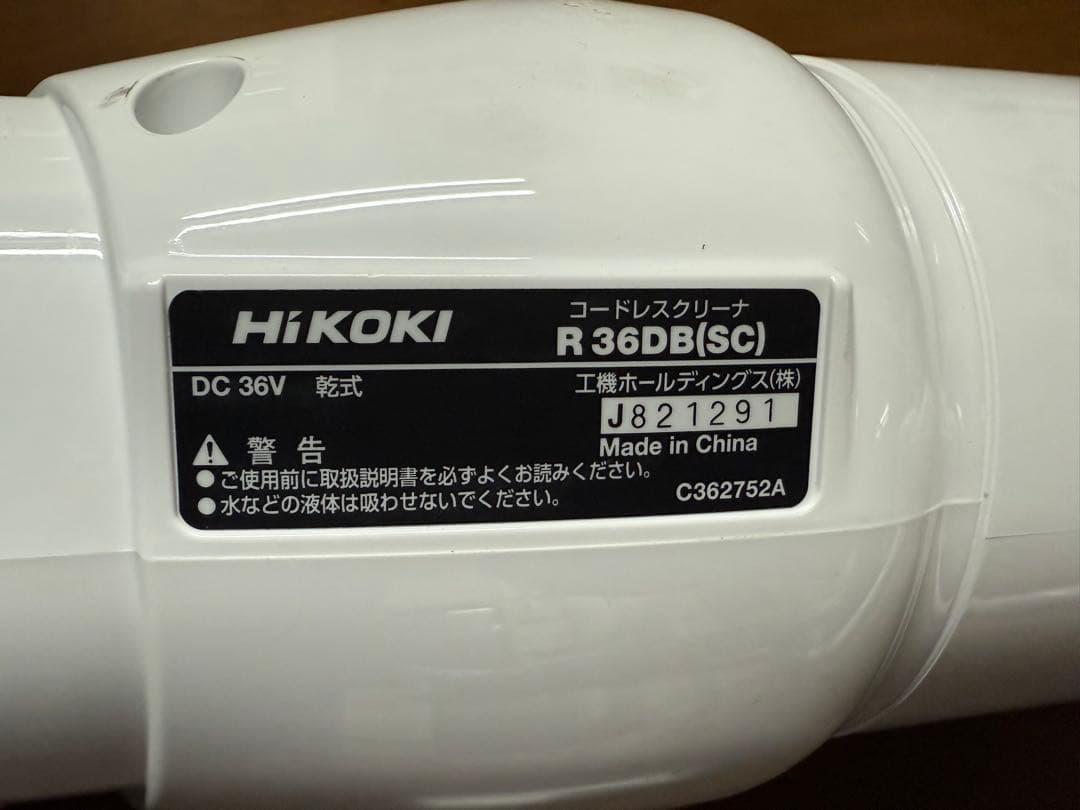 HiKOKI
コードレスクリーナ
R 36DB(SC)
DC 36V 乾式
工機ホールディングス(株)
J821291
Made in China
警告
●ご使用前に取扱説明書を必ずよくお読みください。
●水などの液体は吸わせないでください。
C362752A